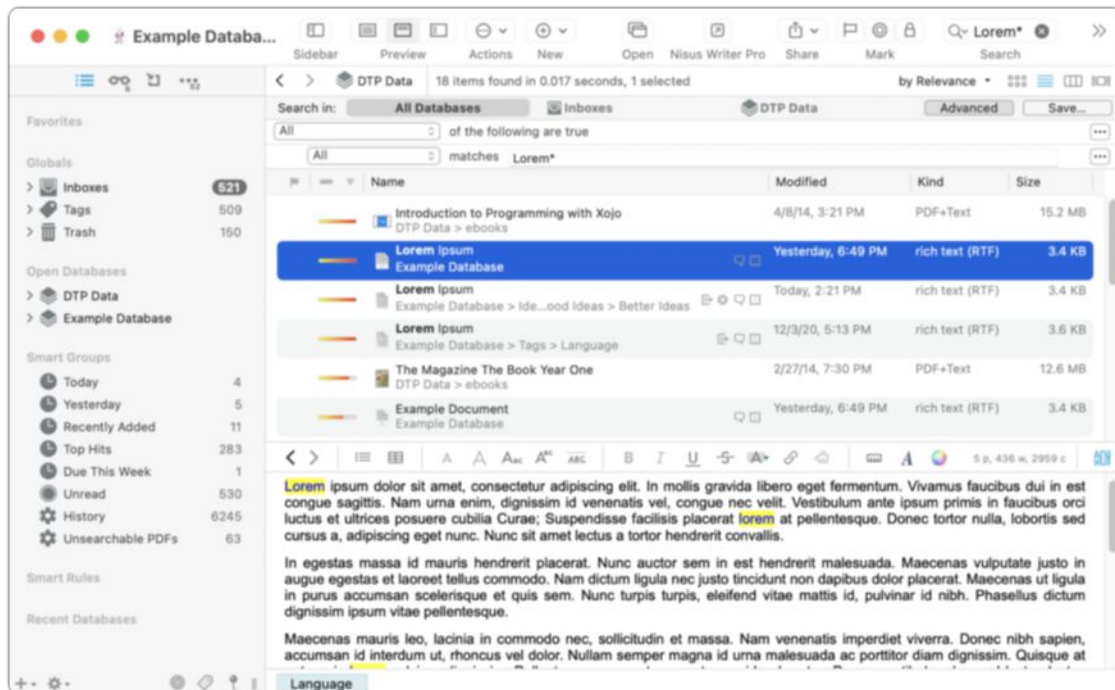 Example Databa...
Sidebar Preview Actions New Open Nisus Writer Pro Share Mark Search
Lorem*
DTP Data 18 items found in 0.017 seconds, 1 selected by Relevance
Search in: All Databases Inboxes DTP Data Advanced Save...
All of the following are true
All matches Lorem*
Name Modified Kind Size
Favorites
Globals
Inboxes 521
Tags 509
Trash 150
Open Databases
DTP Data
Example Database
Smart Groups
Today 4
Yesterday 5
Recently Added 11
Top Hits 283
Due This Week 1
Unread 530
History 6245
Unsearchable PDFs 63
Smart Rules
Recent Databases
Introduction to Programming with Xojo 4/8/14, 3:21 PM PDF+Text 15.2 MB
DTP Data > ebooks
Lorem Ipsum Yesterday, 6:49 PM rich text (RTF) 3.4 KB
Example Database
Lorem Ipsum Today, 2:21 PM rich text (RTF) 3.4 KB
Example Database > Ide...ood Ideas > Better Ideas
Lorem Ipsum 12/3/20, 5:13 PM rich text (RTF) 3.6 KB
Example Database > Tags > Language
The Magazine The Book Year One 2/27/14, 7:30 PM PDF+Text 12.6 MB
DTP Data > ebooks
Example Document Yesterday, 6:49 PM rich text (RTF) 3.4 KB
Example Database
5 p, 436 w, 2959 c
Lorem ipsum dolor sit amet, consectetur adipiscing elit. In mollis gravida libero eget fermentum. Vivamus faucibus dui in est
congue sagittis. Nam urna enim, dignissim id venenatis vel, congue nec velit. Vestibulum ante ipsum primis in faucibus orci
luctus et ultrices posuere cubilia Curae; Suspendisse facilisis placerat lorem at pellentesque. Donec tortor nulla, lobortis sed
cursus a, adipiscing eget nunc. Nunc sit amet lectus a tortor hendrerit convallis.
In egestas massa id mauris hendrerit placerat. Nunc auctor sem in est hendrerit malesuada. Maecenas vulputate justo in
augue egestas et laoreet tellus commodo. Nam dictum ligula nec justo tincidunt non dapibus dolor placerat. Maecenas ut ligula
in purus accumsan scelerisque et quis sem. Nunc turpis turpis, eleifend vitae mattis id, pulvinar id nibh. Phasellus dictum
dignissim ipsum vitae pellentesque.
Maecenas mauris leo, lacinia in commodo nec, sollicitudin et massa. Nam venenatis imperdiet viverra. Donec nibh sapien,
accumsan id interdum ut, rhoncus vel dolor. Nullam semper magna id urna malesuada ac porttitor diam dignissim. Quisque at
Language